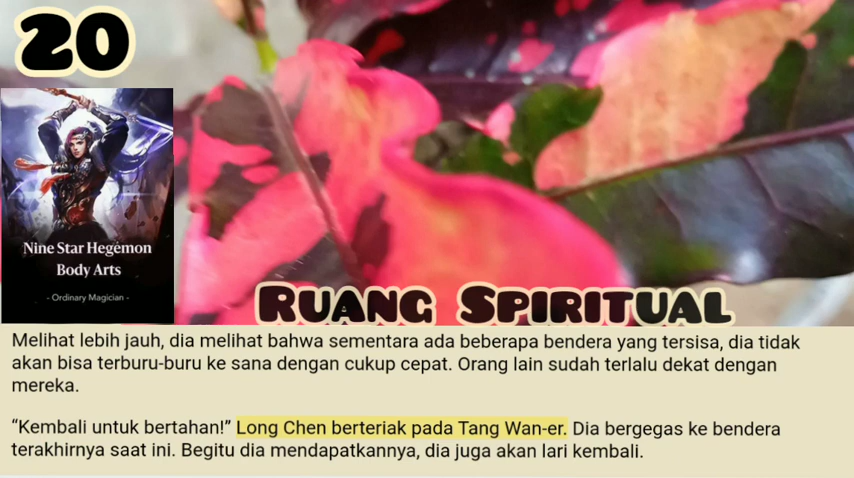 20
Nine Star Hegemon
Body Arts
- Ordinary Magician -
RUANG SPIRITUAL
Melihat lebih jauh, dia melihat bahwa sementara ada beberapa bendera yang tersisa, dia tidak
akan bisa terburu-buru ke sana dengan cukup cepat. Orang lain sudah terlalu dekat dengan
mereka.
“Kembali untuk bertahan!” Long Chen berteriak pada Tang Wan-er. Dia bergegas ke bendera
terakhirnya saat ini. Begitu dia mendapatkannya, dia juga akan lari kembali.